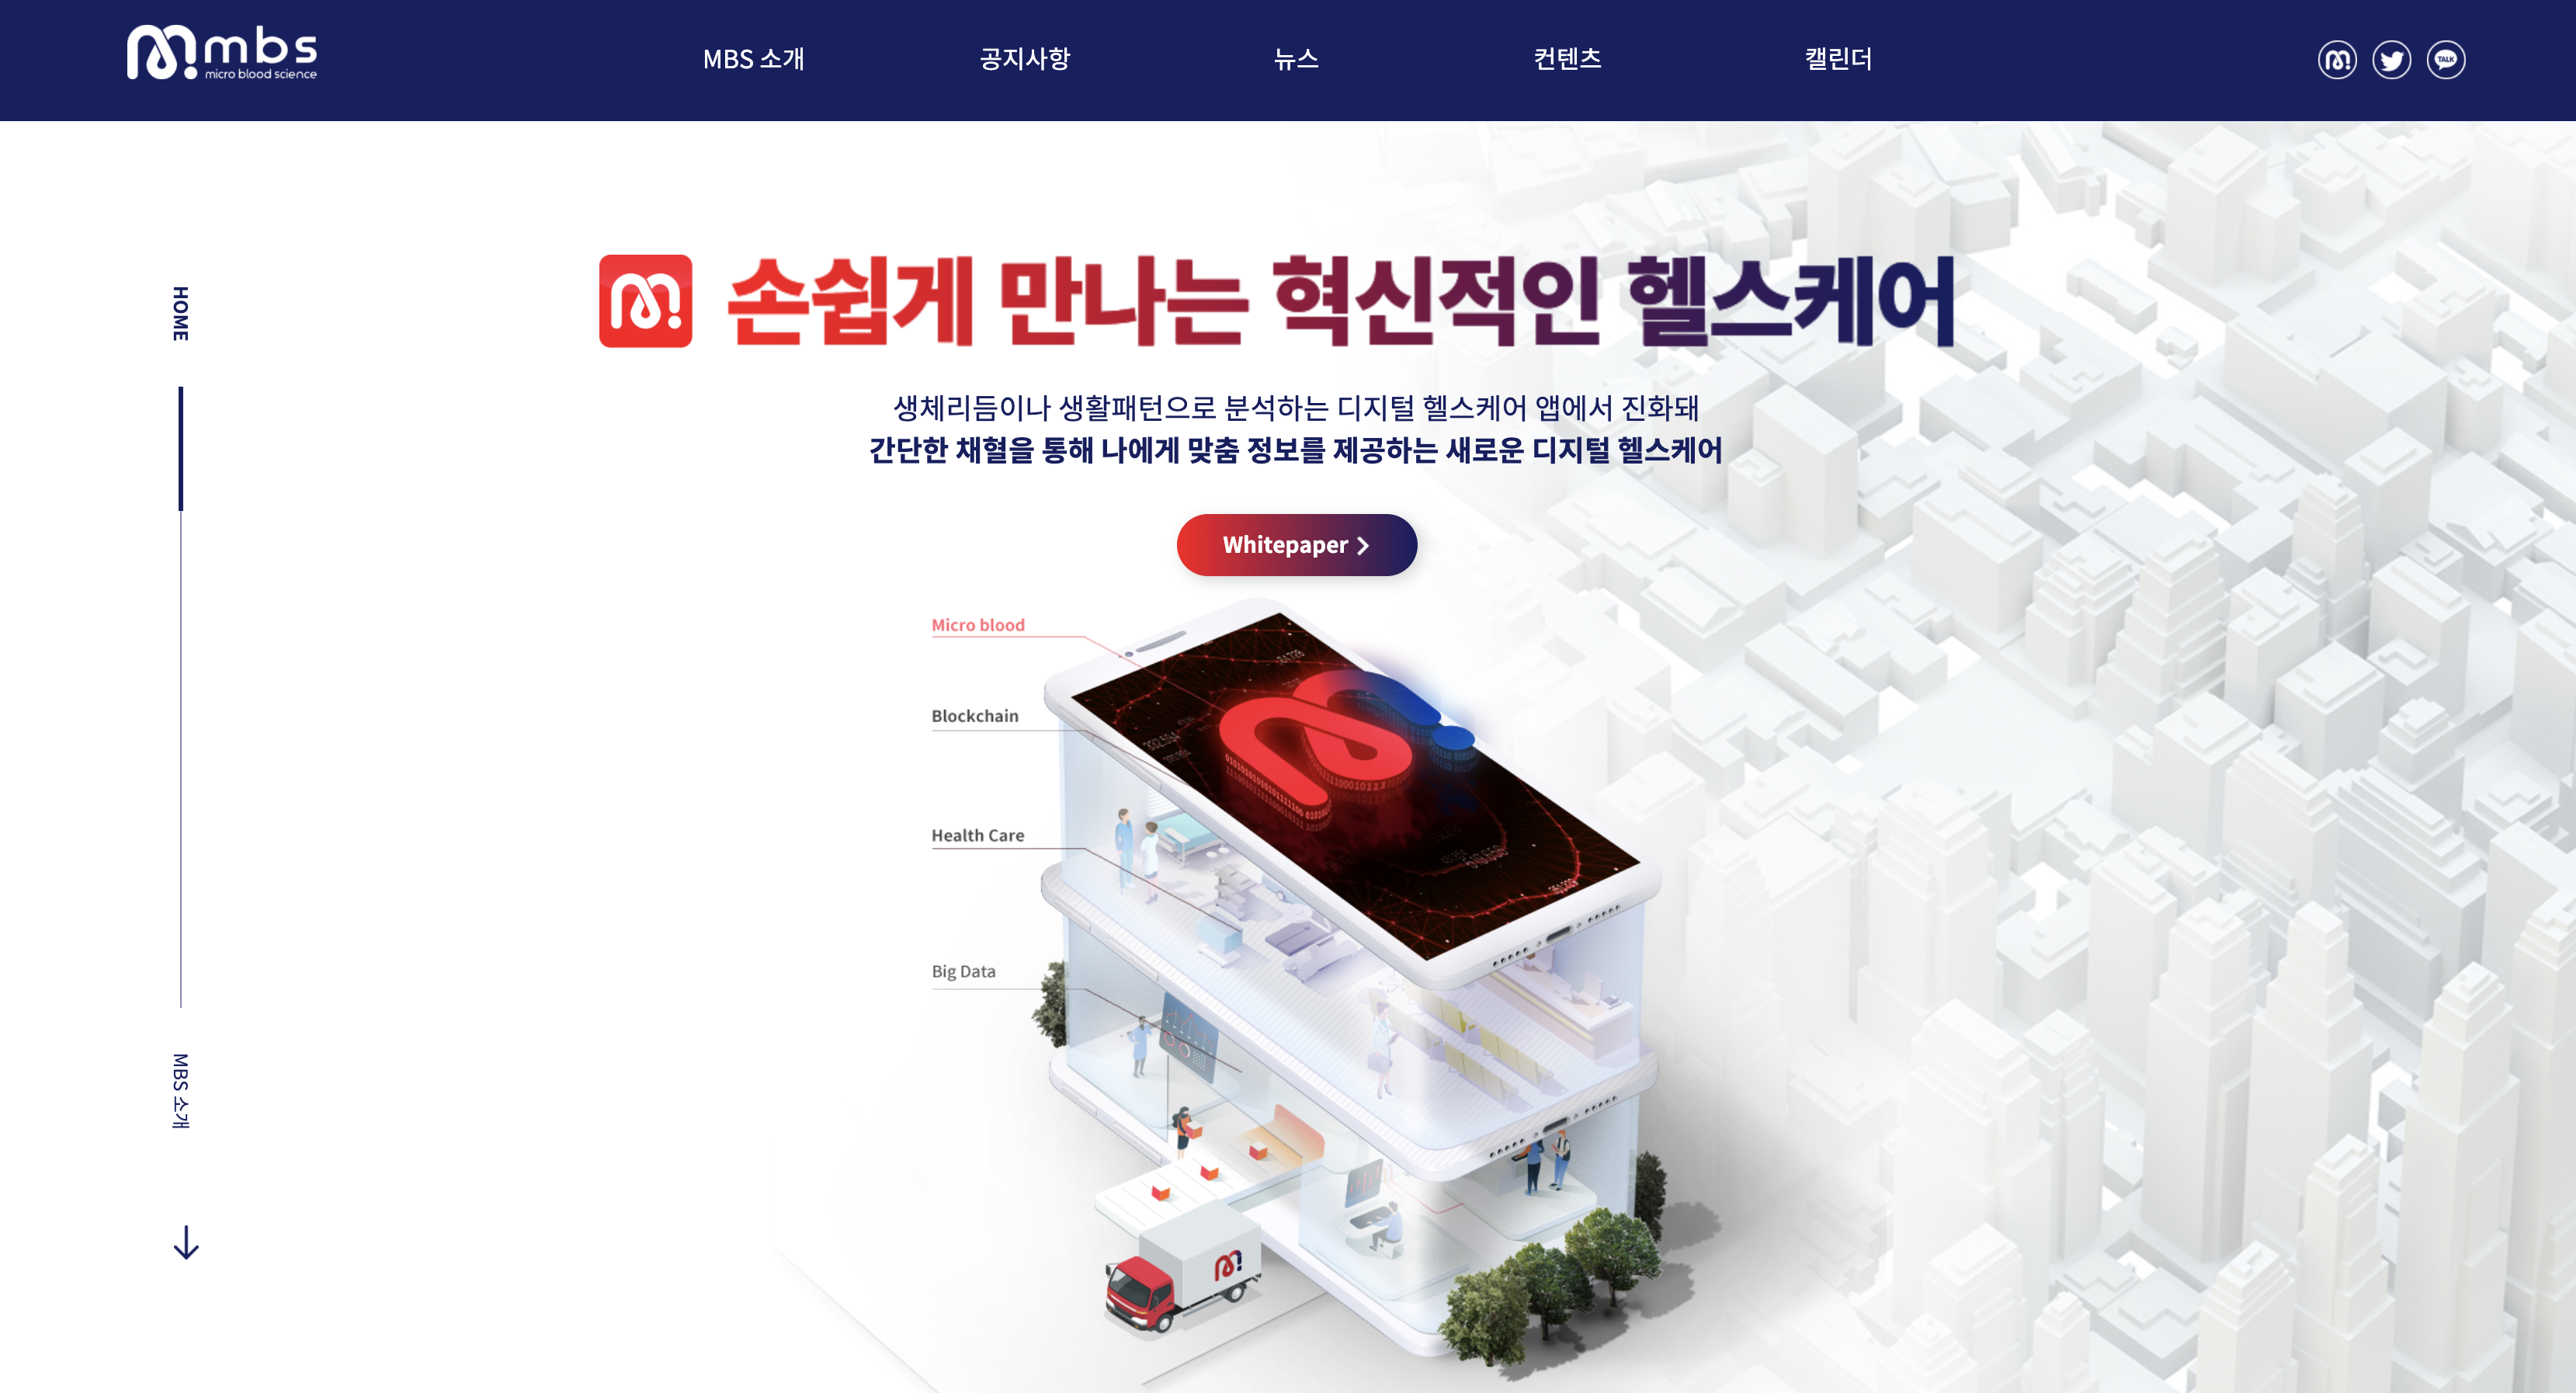 mbs
micro blood science
MBS 소개
공지사항
뉴스
컨텐츠
캘린더
TALK
HOME
손쉽게 만나는 혁신적인 헬스케어
생체리듬이나 생활패턴으로 분석하는 디지털 헬스케어 앱에서 진화돼
간단한 채혈을 통해 나에게 맞춤 정보를 제공하는 새로운 디지털 헬스케어
Whitepaper
Micro blood
Blockchain
Health Care
Big Data
MBS 소개